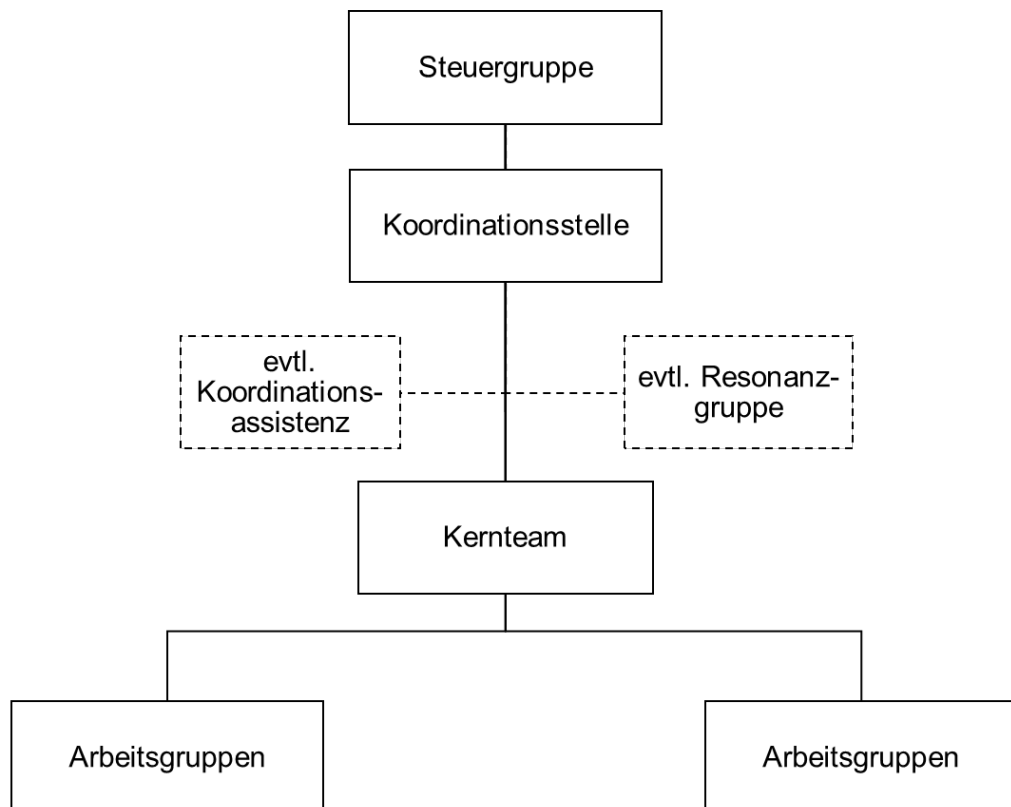 Steuergruppe
Koordinationsstelle
evtl.
Koordinations-
assistenz
evtl. Resonanz-
gruppe
Kernteam
Arbeitsgruppen
Arbeitsgruppen